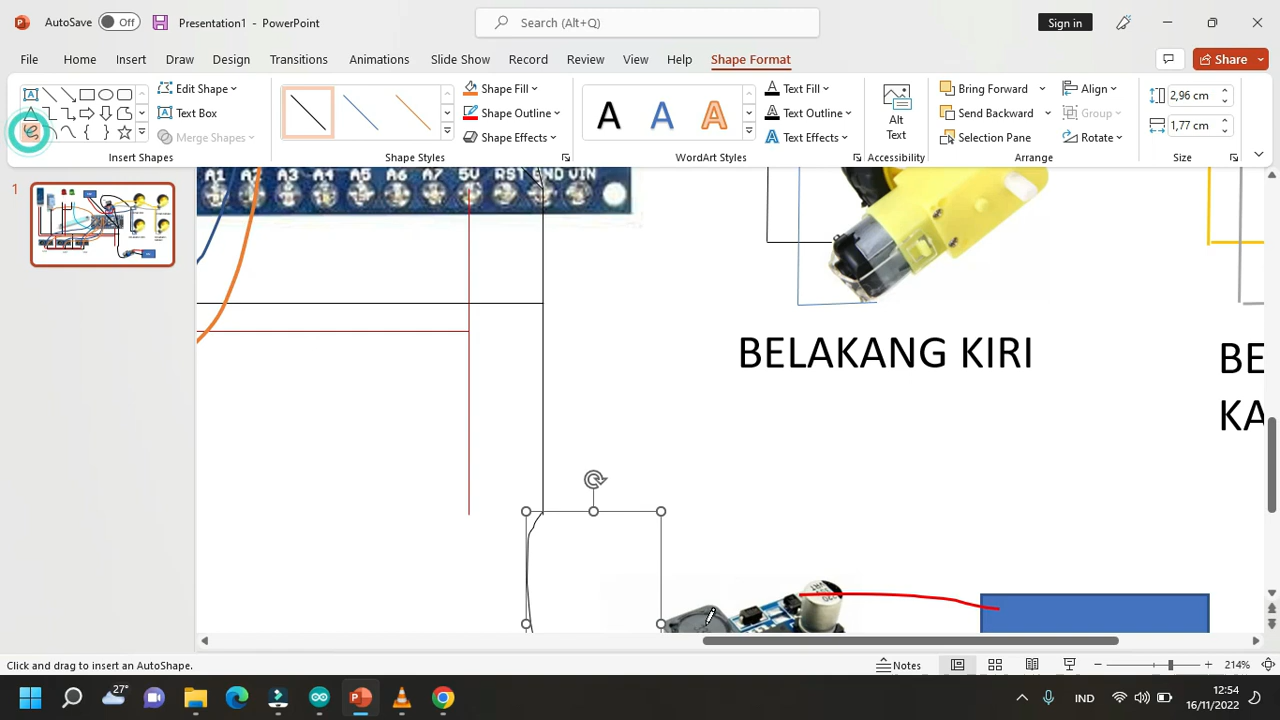 AutoSave Off Presentation1 - PowerPoint Search (Alt+Q) Sign in
File Home Insert Draw Design Transitions Animations Slide Show Record Review View Help Shape Format Share
Edit Shape Text Box Merge Shapes
Insert Shapes
Shape Fill Shape Outline Shape Effects
Shape Styles
A A A
Text Fill Text Outline Text Effects
WordArt Styles
Alt Text
Accessibility
Bring Forward Send Backward Selection Pane Align Group Rotate
Arrange
2,96 cm
1,77 cm
Size
1
A1 A2 A3 A4 A5 A6 A7 5V RST GND VIN
BELAKANG KIRI
BE
KA
Click and drag to insert an AutoShape. Notes 214%
27° IND 12:54
16/11/2022